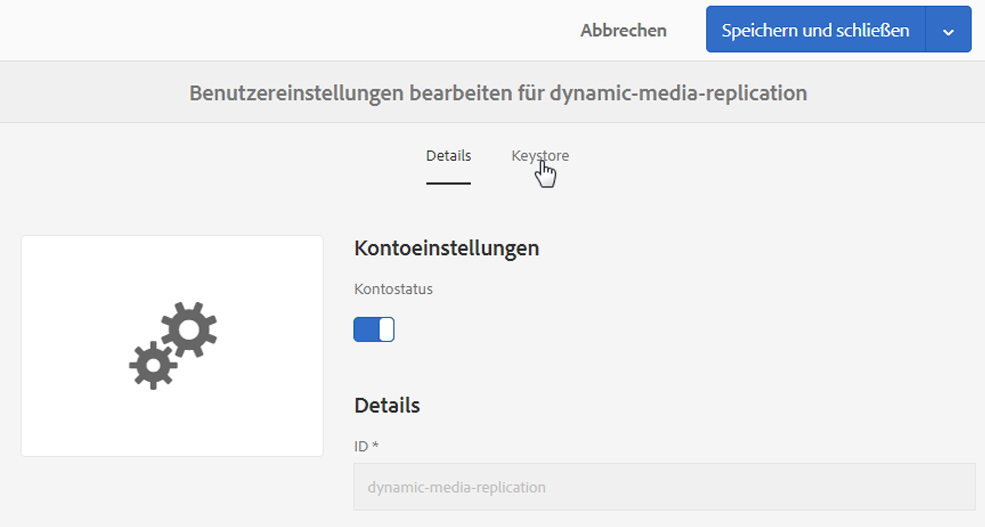 Abbrechen
Speichern und schließen
Benutzereinstellungen bearbeiten für dynamic-media-replication
Details
Keystore
Kontoeinstellungen
Kontostatus
Details
ID *
dynamic-media-replication